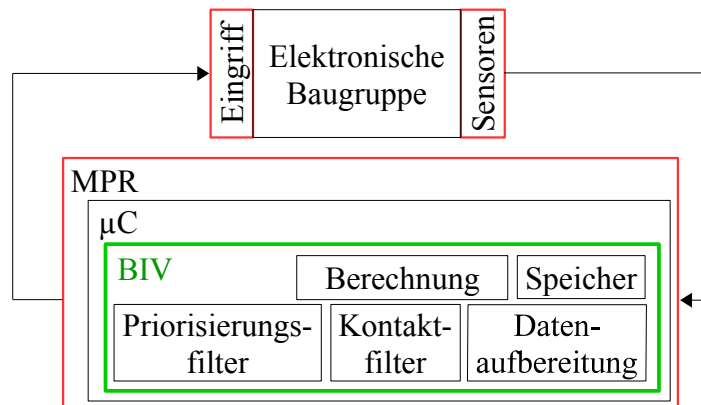 Eingriff
Elektronische
Baugruppe
Sensoren
MPR
µC
BIV
Berechnung
Speicher
Priorisierungs-
filter
Kontakt-
filter
Daten-
aufbereitung